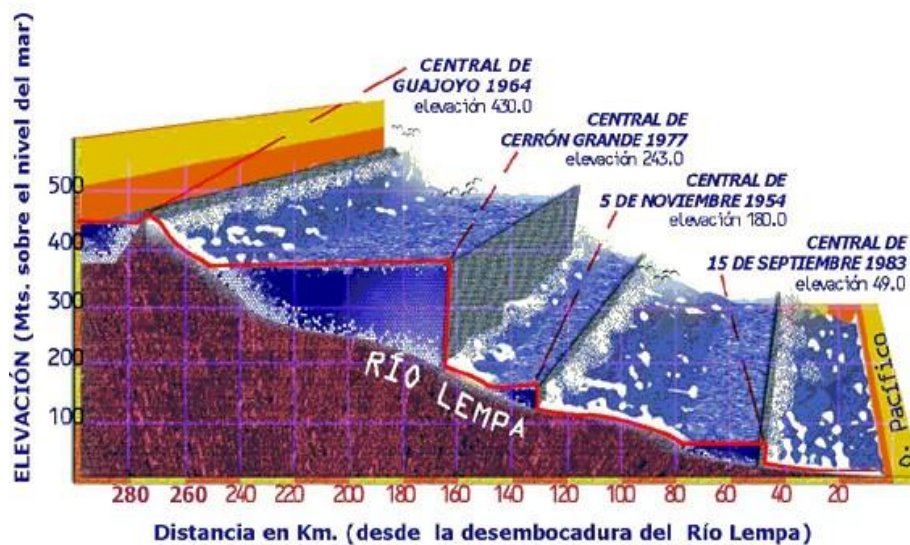 CENTRAL DE
GUAJOYO 1964
elevación 430.0
CENTRAL DE
CERRÓN GRANDE 1977
elevación 243.0
CENTRAL DE
5 DE NOVIEMBRE 1954
elevación 180.0
CENTRAL DE
15 DE SEPTIEMBRE 1983
elevación 49.0
ELEVACIÓN (Mts. sobre el nivel del mar)
500
400
300
200
100
RÍO LEMPA
O. Pacífico
280 260 240 220 200 180 160 140 120 100 80 60 40 20
Distancia en Km. (desde la desembocadura del Río Lempa)